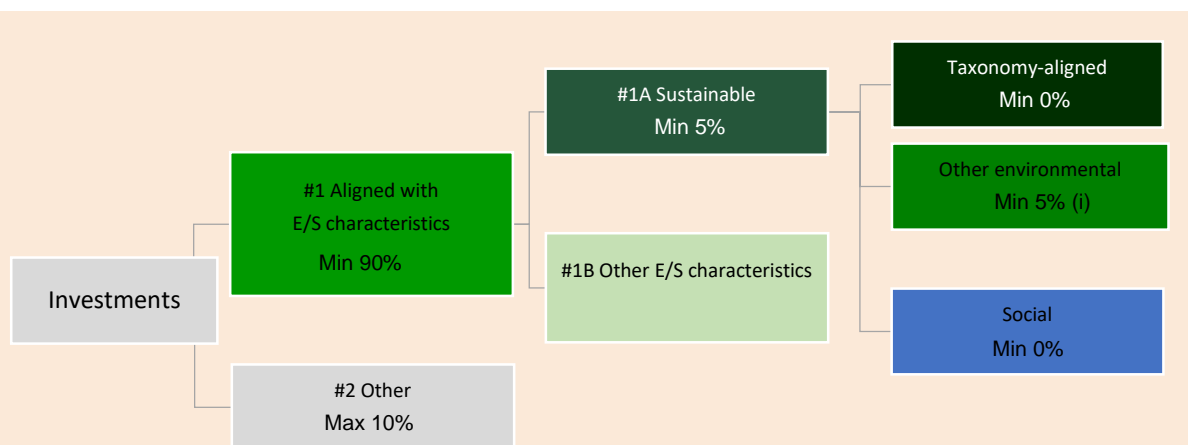 Investments
#1 Aligned with
E/S characteristics
Min 90%
#2 Other
Max 10%
#1A Sustainable
Min 5%
#1B Other E/S characteristics
Taxonomy-aligned
Min 0%
Other environmental
Min 5% (i)
Social
Min 0%